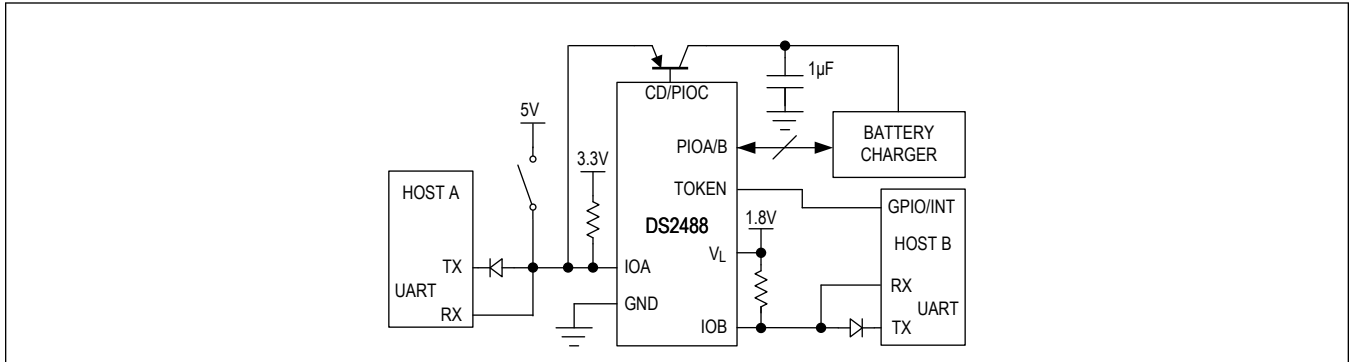 1µF
CD/PIOC
5V
BATTERY
CHARGER
PIOA/B
3.3V
HOST A
TOKEN
GPIO/INT
DS2488
1.8V
HOST B
VL
TX
IOA
RX
UART
UART
GND
RX
IOB
TX